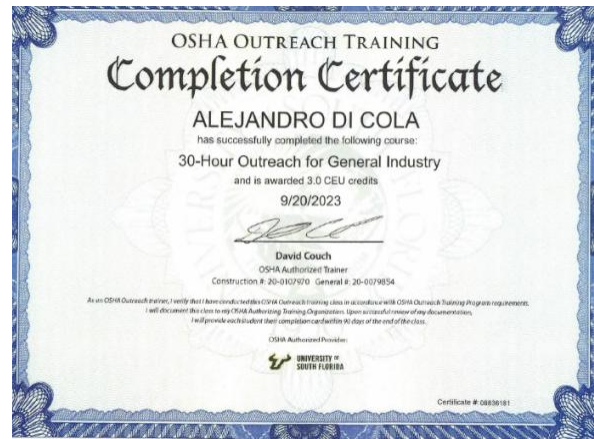 OSHA OUTREACH TRAINING
Completion Certificate
ALEJANDRO DI COLA
has successfully completed the following course:
30-Hour Outreach for General Industry
and is awarded 3.0 CEU credits
9/20/2023
David Couch
OSHA Authorized Trainer
Construction #: 20-0107970 General #: 20-0079854
As an OSHA Outreach trainer, I verify that I have conducted this OSHA Outreach training class in accordance with OSHA Outreach Training Program requirements.
I will document this class to my OSHA Authorizing Training Organization. Upon successful review of my documentation,
I will provide each student their completion card within 90 days of the end of the class.
OSHA Authorized Provider:
UNIVERSITY OF
SOUTH FLORIDA
Certificate #: 08836181